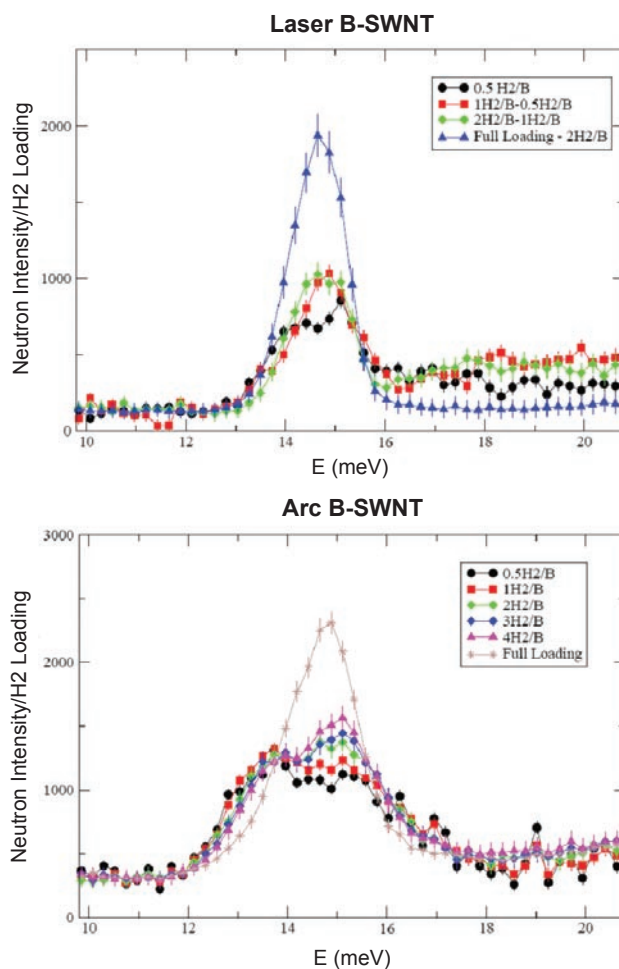 Laser B-SWNT
Neutron Intensity/H2 Loading
2000
1000
0
0.5 H2/B
1H2/B-0.5H2/B
2H2/B-1H2/B
Full Loading - 2H2/B
10 12 14 16 18 20
E (meV)
Arc B-SWNT
Neutron Intensity/H2 Loading
3000
2000
1000
0
0.5H2/B
1H2/B
2H2/B
3H2/B
4H2/B
Full Loading
10 12 14 16 18 20
E (meV)